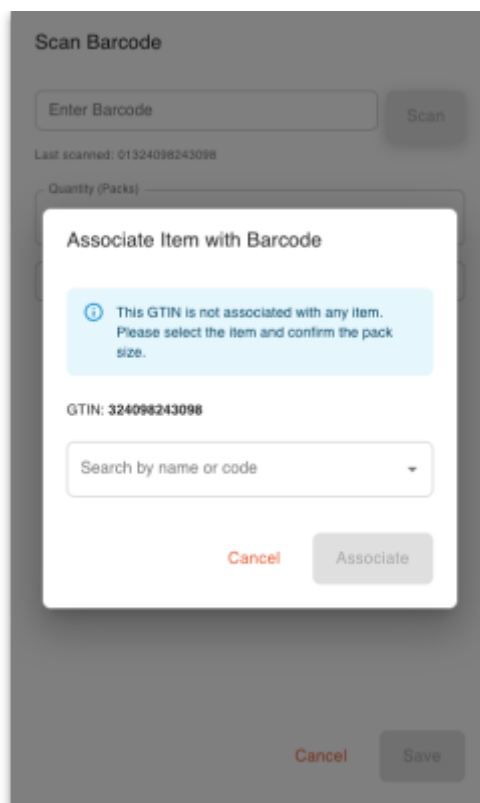 Scan Barcode
Enter Barcode
Scan
Last scanned: 01324098243098
Quantity (Packs)
Associate Item with Barcode
This GTIN is not associated with any item.
Please select the item and confirm the pack
size.
GTIN: 324098243098
Search by name or code
Cancel
Associate
Cancel
Save